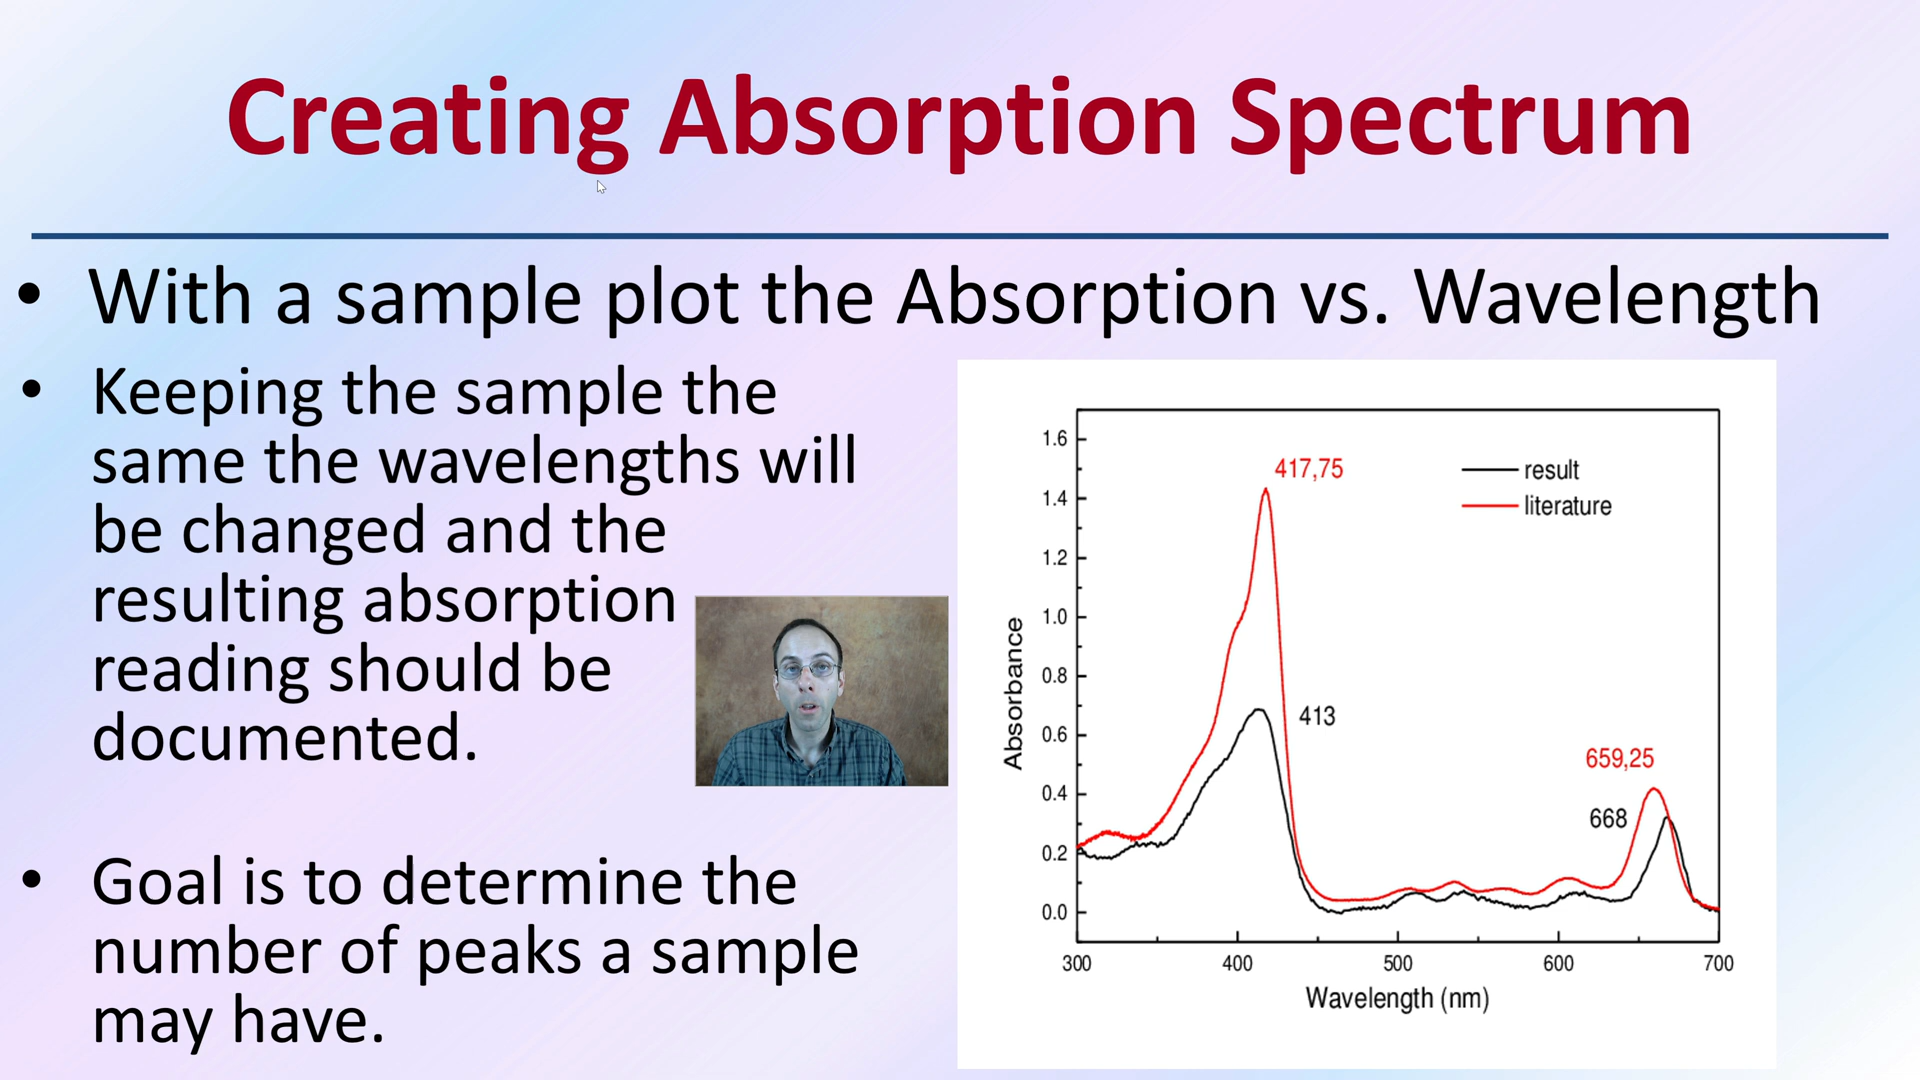 Creating Absorption Spectrum
• With a sample plot the Absorption vs. Wavelength
• Keeping the sample the
same the wavelengths will
be changed and the
resulting absorption
reading should be
documented.
• Goal is to determine the
number of peaks a sample
may have.
417,75
result
literature
413
659,25
668
Absorbance
1.6
1.4
1.2
1.0
0.8
0.6
0.4
0.2
0.0
300 400 500 600 700
Wavelength (nm)